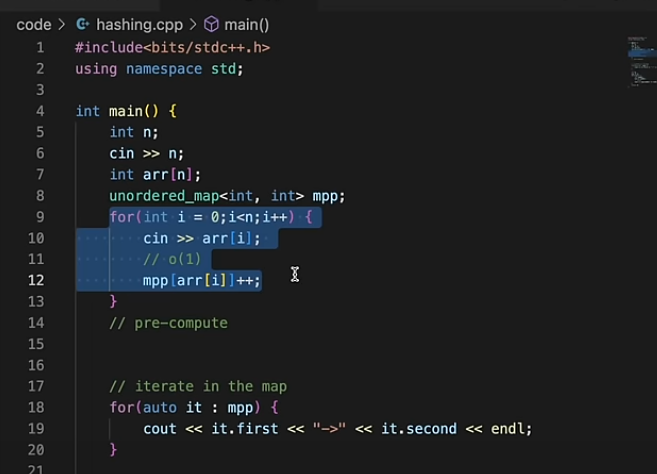 code > hashing.cpp > main()
1 #include<bits/stdc++.h>
2 using namespace std;
3
4 int main() {
5 int n;
6 cin >> n;
7 int arr[n];
8 unordered_map<int, int> mpp;
9 for(int i = 0;i<n;i++) {
10 cin >> arr[i];
11 // o(1)
12 mpp[arr[i]]++;
13 }
14 // pre-compute
15
16
17 // iterate in the map
18 for(auto it : mpp) {
19 cout << it.first << "->" << it.second << endl;
20 }
21